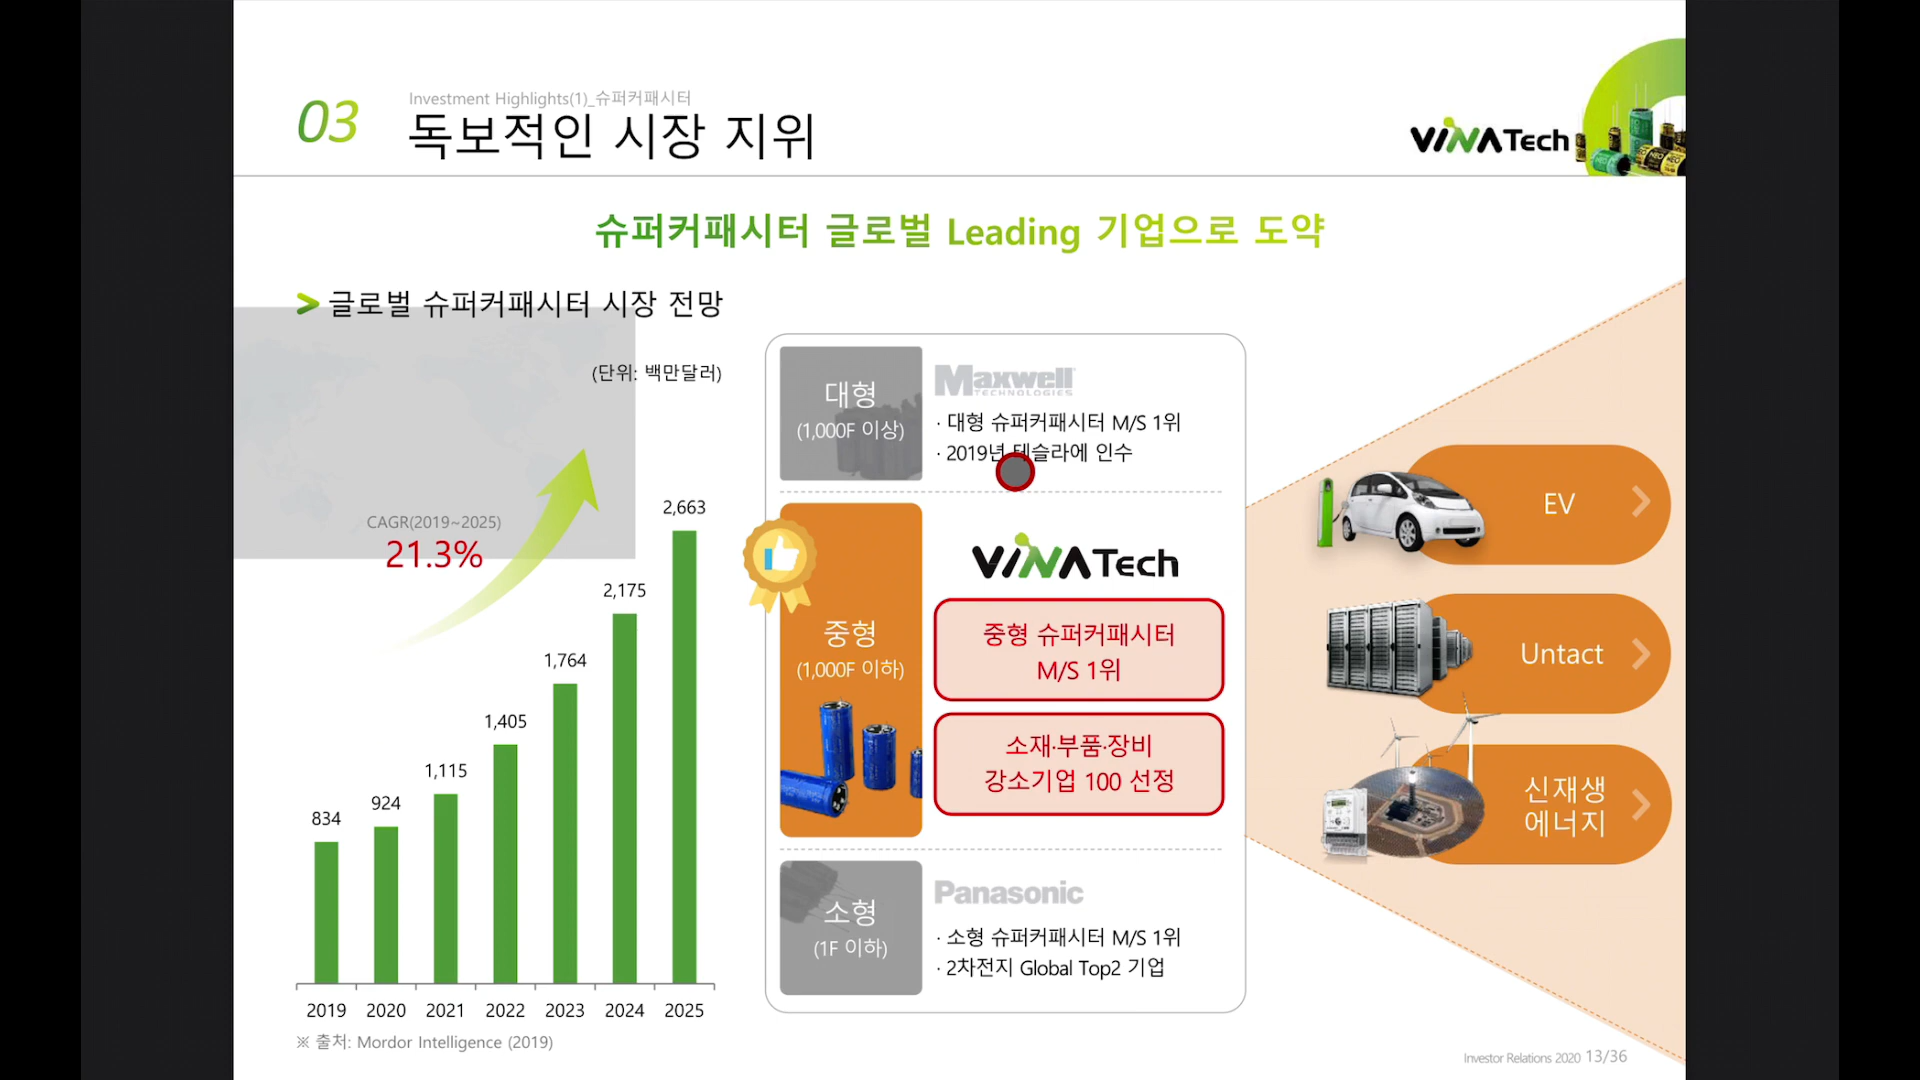 03
Investment Highlights(1)_슈퍼커패시터
독보적인 시장 지위
VINATech
슈퍼커패시터 글로벌 Leading 기업으로 도약
글로벌 슈퍼커패시터 시장 전망
(단위: 백만달러)
CAGR(2019~2025)
21.3%
834
924
1,115
1,405
1,764
2,175
2,663
2019 2020 2021 2022 2023 2024 2025
※ 출처: Mordor Intelligence (2019)
대형
(1,000F 이상)
Maxwell
TECHNOLOGIES
· 대형 슈퍼커패시터 M/S 1위
· 2019년 테슬라에 인수
중형
(1,000F 이하)
VINATech
중형 슈퍼커패시터
M/S 1위
소재·부품·장비
강소기업 100 선정
소형
(1F 이하)
Panasonic
· 소형 슈퍼커패시터 M/S 1위
· 2차전지 Global Top2 기업
EV
Untact
신재생
에너지
Investor Relations 2020 13/36